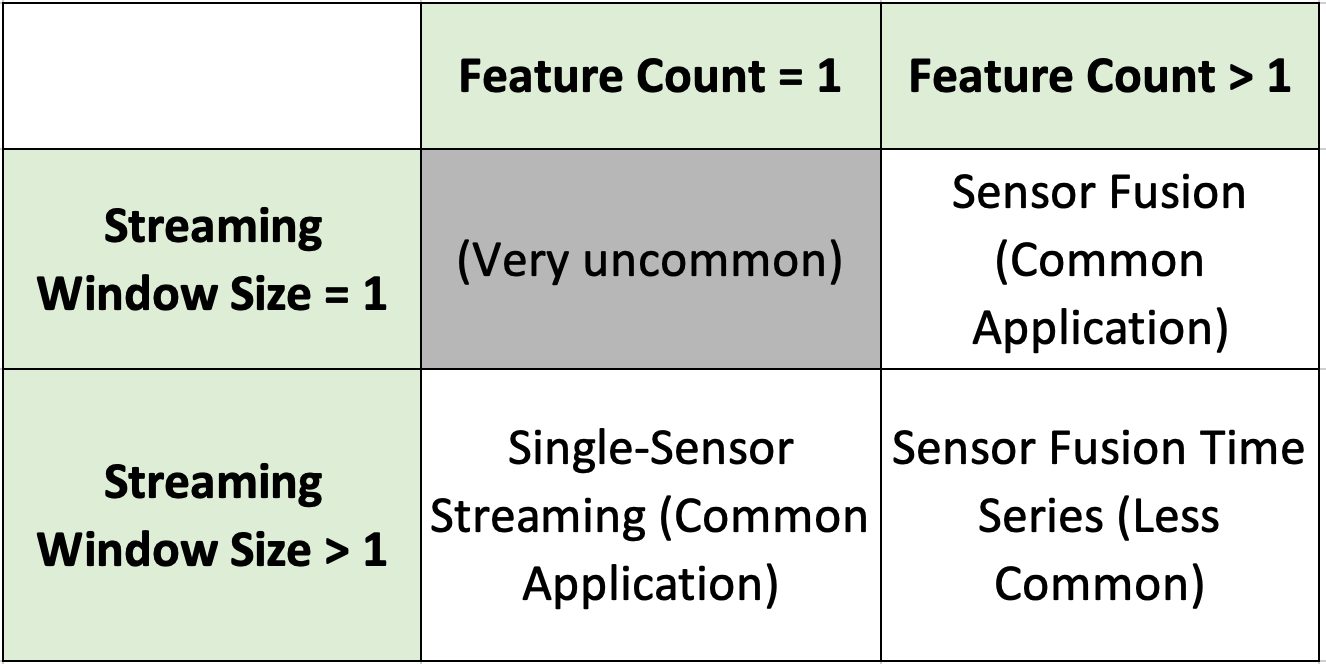 Feature Count = 1
Feature Count > 1
Streaming
Window Size = 1
(Very uncommon)
Sensor Fusion
(Common
Application)
Streaming
Window Size > 1
Single-Sensor
Streaming (Common
Application)
Sensor Fusion Time
Series (Less
Common)